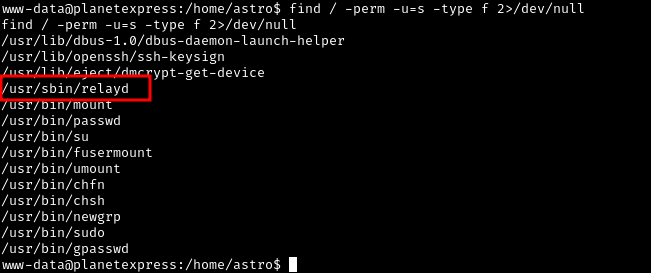 www-data@planetexpress:/home/astro$ find / -perm -u=s -type f 2>/dev/null
find / -perm -u=s -type f 2>/dev/null
/usr/lib/dbus-1.0/dbus-daemon-launch-helper
/usr/lib/openssh/ssh-keysign
/usr/lib/eject/dmcrypt-get-device
/usr/sbin/relayd
/usr/bin/mount
/usr/bin/passwd
/usr/bin/su
/usr/bin/fusermount
/usr/bin/umount
/usr/bin/chfn
/usr/bin/chsh
/usr/bin/newgrp
/usr/bin/sudo
/usr/bin/gpasswd
www-data@planetexpress:/home/astro$